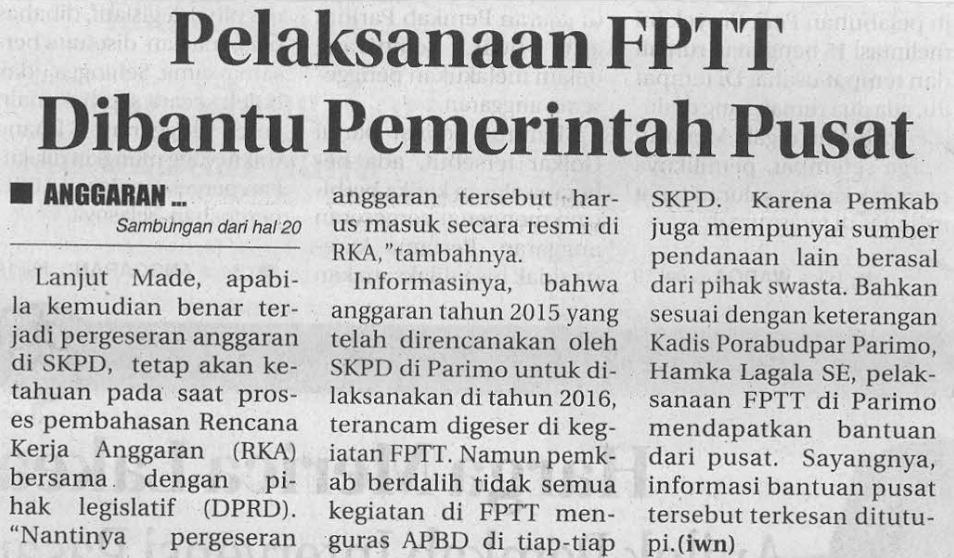 Pelaksanaan FPTT
Dibantu Pemerintah Pusat
■ ANGGARAN ...
Sambungan dari hal 20
Lanjut Made, apabi-
la kemudian benar ter-
jadi pergeseran anggaran
di SKPD, tetap akan ke-
tahuan pada saat pros-
es pembahasan Rencana
Kerja Anggaran (RKA)
bersama dengan pi-
hak legislatif (DPRD).
“Nantinya pergeseran
anggaran tersebut har-
us masuk secara resmi di
RKA,”tambahnya.
Informasinya, bahwa
anggaran tahun 2015 yang
telah direncanakan oleh
SKPD di Parimo untuk di-
laksanakan di tahun 2016,
terancam digeser di keg-
iatan FPTT. Namun pemk-
ab berdalih tidak semua
kegiatan di FPTT men-
guras APBD di tiap-tiap
SKPD. Karena Pemkab
juga mempunyai sumber
pendanaan lain berasal
dari pihak swasta. Bahkan
sesuai dengan keterangan
Kadis Porabudpar Parimo,
Hamka Lagala SE, pelak-
sanaan FPTT di Parimo
mendapatkan bantuan
dari pusat. Sayangnya,
informasi bantuan pusat
tersebut terkesan ditutu-
pi.(iwn)